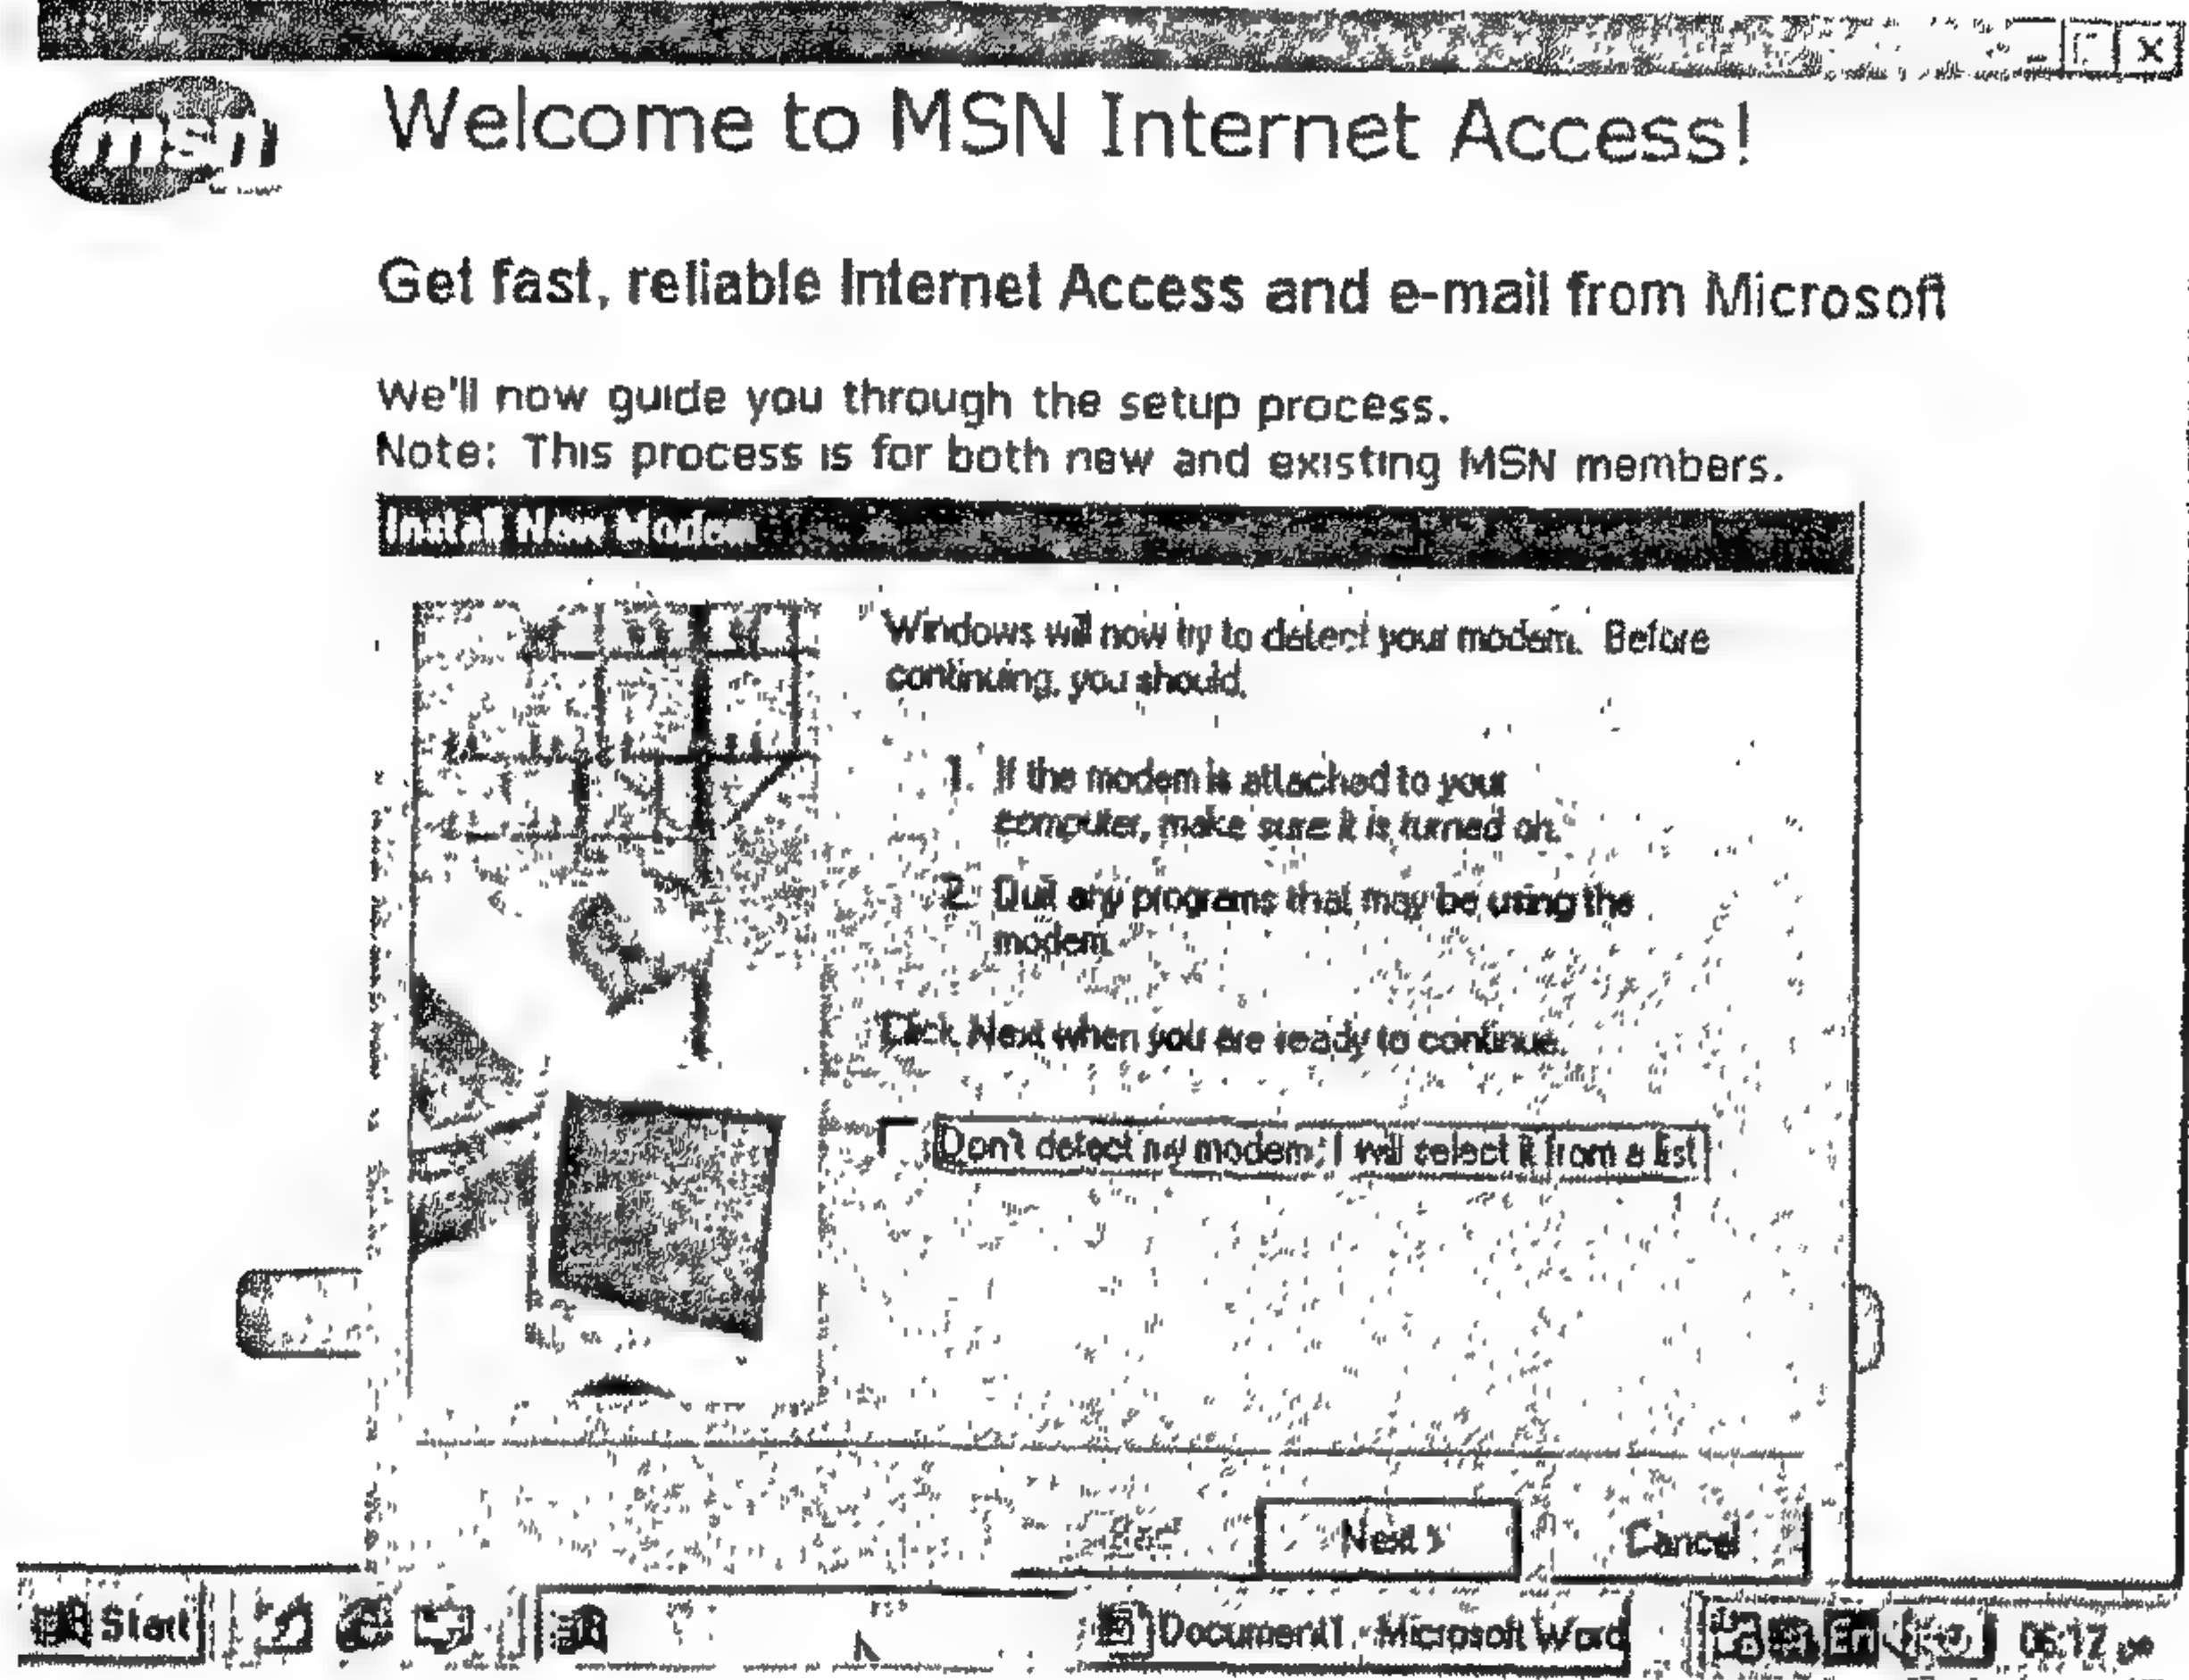 msn
Welcome to MSN Internet Access!
Get fast, reliable Internet Access and e-mail from Microsoft
We'll now guide you through the setup process.
Note: This process is for both new and existing MSN members.
Install New Modem
Windows will now try to detect your modem. Before
continuing, you should,
1. If the modem is attached to your
computer, make sure it is turned on.
2. Quit any programs that may be using the
modem.
Click Next when you are ready to continue.
Don't detect my modem; I will select it from a list
Next >
Cancel
Start
Document1 - Microsoft Word
En